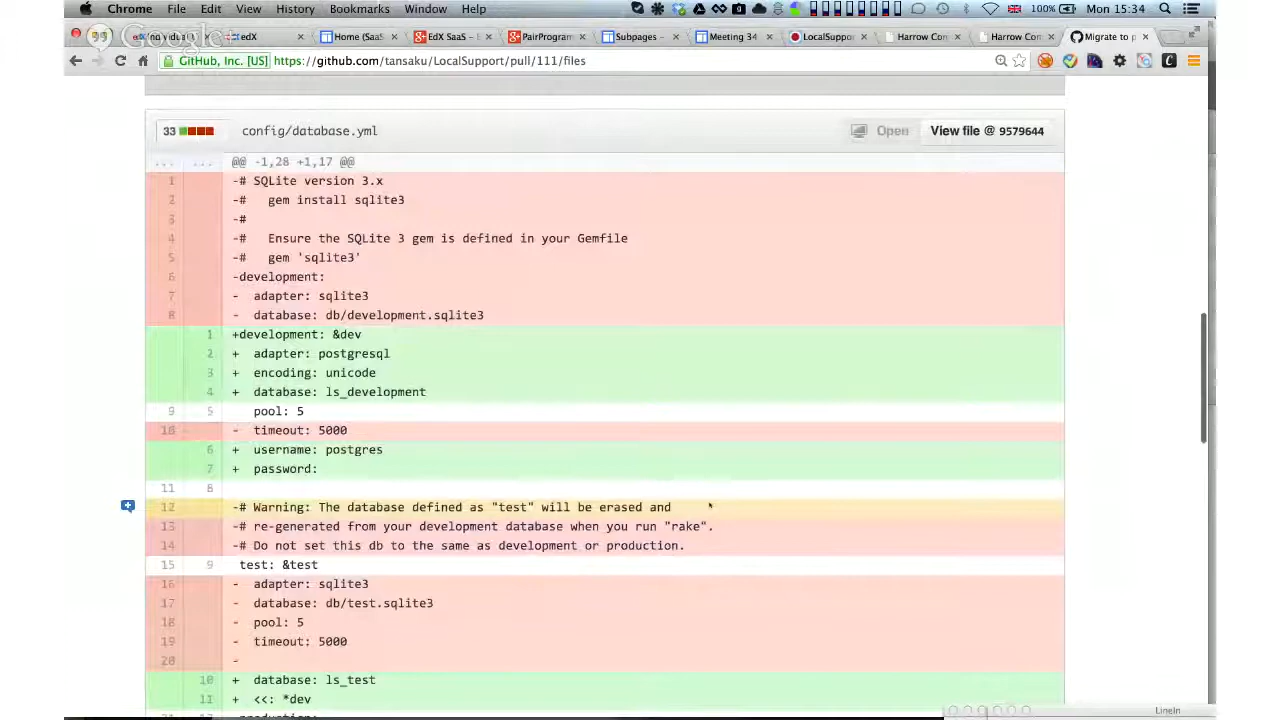 Chrome File Edit View History Bookmarks Window Help 100% Mon 15:34
Google
edX Home (SaaS EdX SaaS – E PairProgram Subpages - Meeting 34 LocalSuppor Harrow Com Harrow Com Migrate to p
GitHub, Inc. [US] https://github.com/tansaku/LocalSupport/pull/111/files
33 config/database.yml Open View file @ 9579644
... ... @@ -1,28 +1,17 @@
1 -# SQLite version 3.x
2 -#   gem install sqlite3
3 -#
4 -#   Ensure the SQLite 3 gem is defined in your Gemfile
5 -#   gem 'sqlite3'
6 -development:
7 -  adapter: sqlite3
8 -  database: db/development.sqlite3
1 +development: &dev
2 +  adapter: postgresql
3 +  encoding: unicode
4 +  database: ls_development
9 5 pool: 5
10 -  timeout: 5000
6 +  username: postgres
7 +  password:
11 8
12 -# Warning: The database defined as "test" will be erased and
13 -# re-generated from your development database when you run "rake".
14 -# Do not set this db to the same as development or production.
15 9 test: &test
16 -  adapter: sqlite3
17 -  database: db/test.sqlite3
18 -  pool: 5
19 -  timeout: 5000
20 -
10 +  database: ls_test
11 +  <<: *dev
production:
LineIn